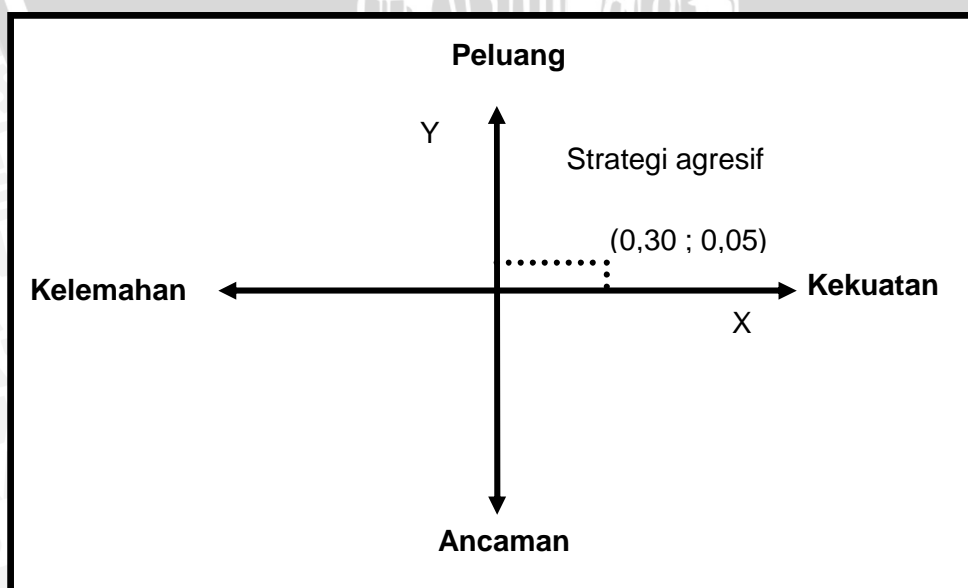 Peluang
Y
Strategi agresif
(0,30 ; 0,05)
Kelemahan
Kekuatan
X
Ancaman